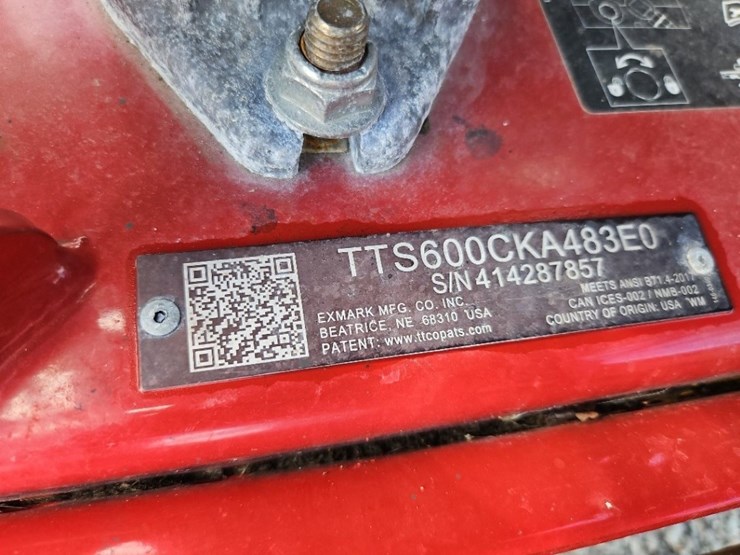 TTS600CKA483E0
S/N 414287857
EXMARK MFG. CO. INC.
BEATRICE, NE 68310 USA
PATENT: www.ttcopats.com
MEETS ANSI B71.4-2017
CAN ICES-002 / NMB-002
COUNTRY OF ORIGIN: USA "WM